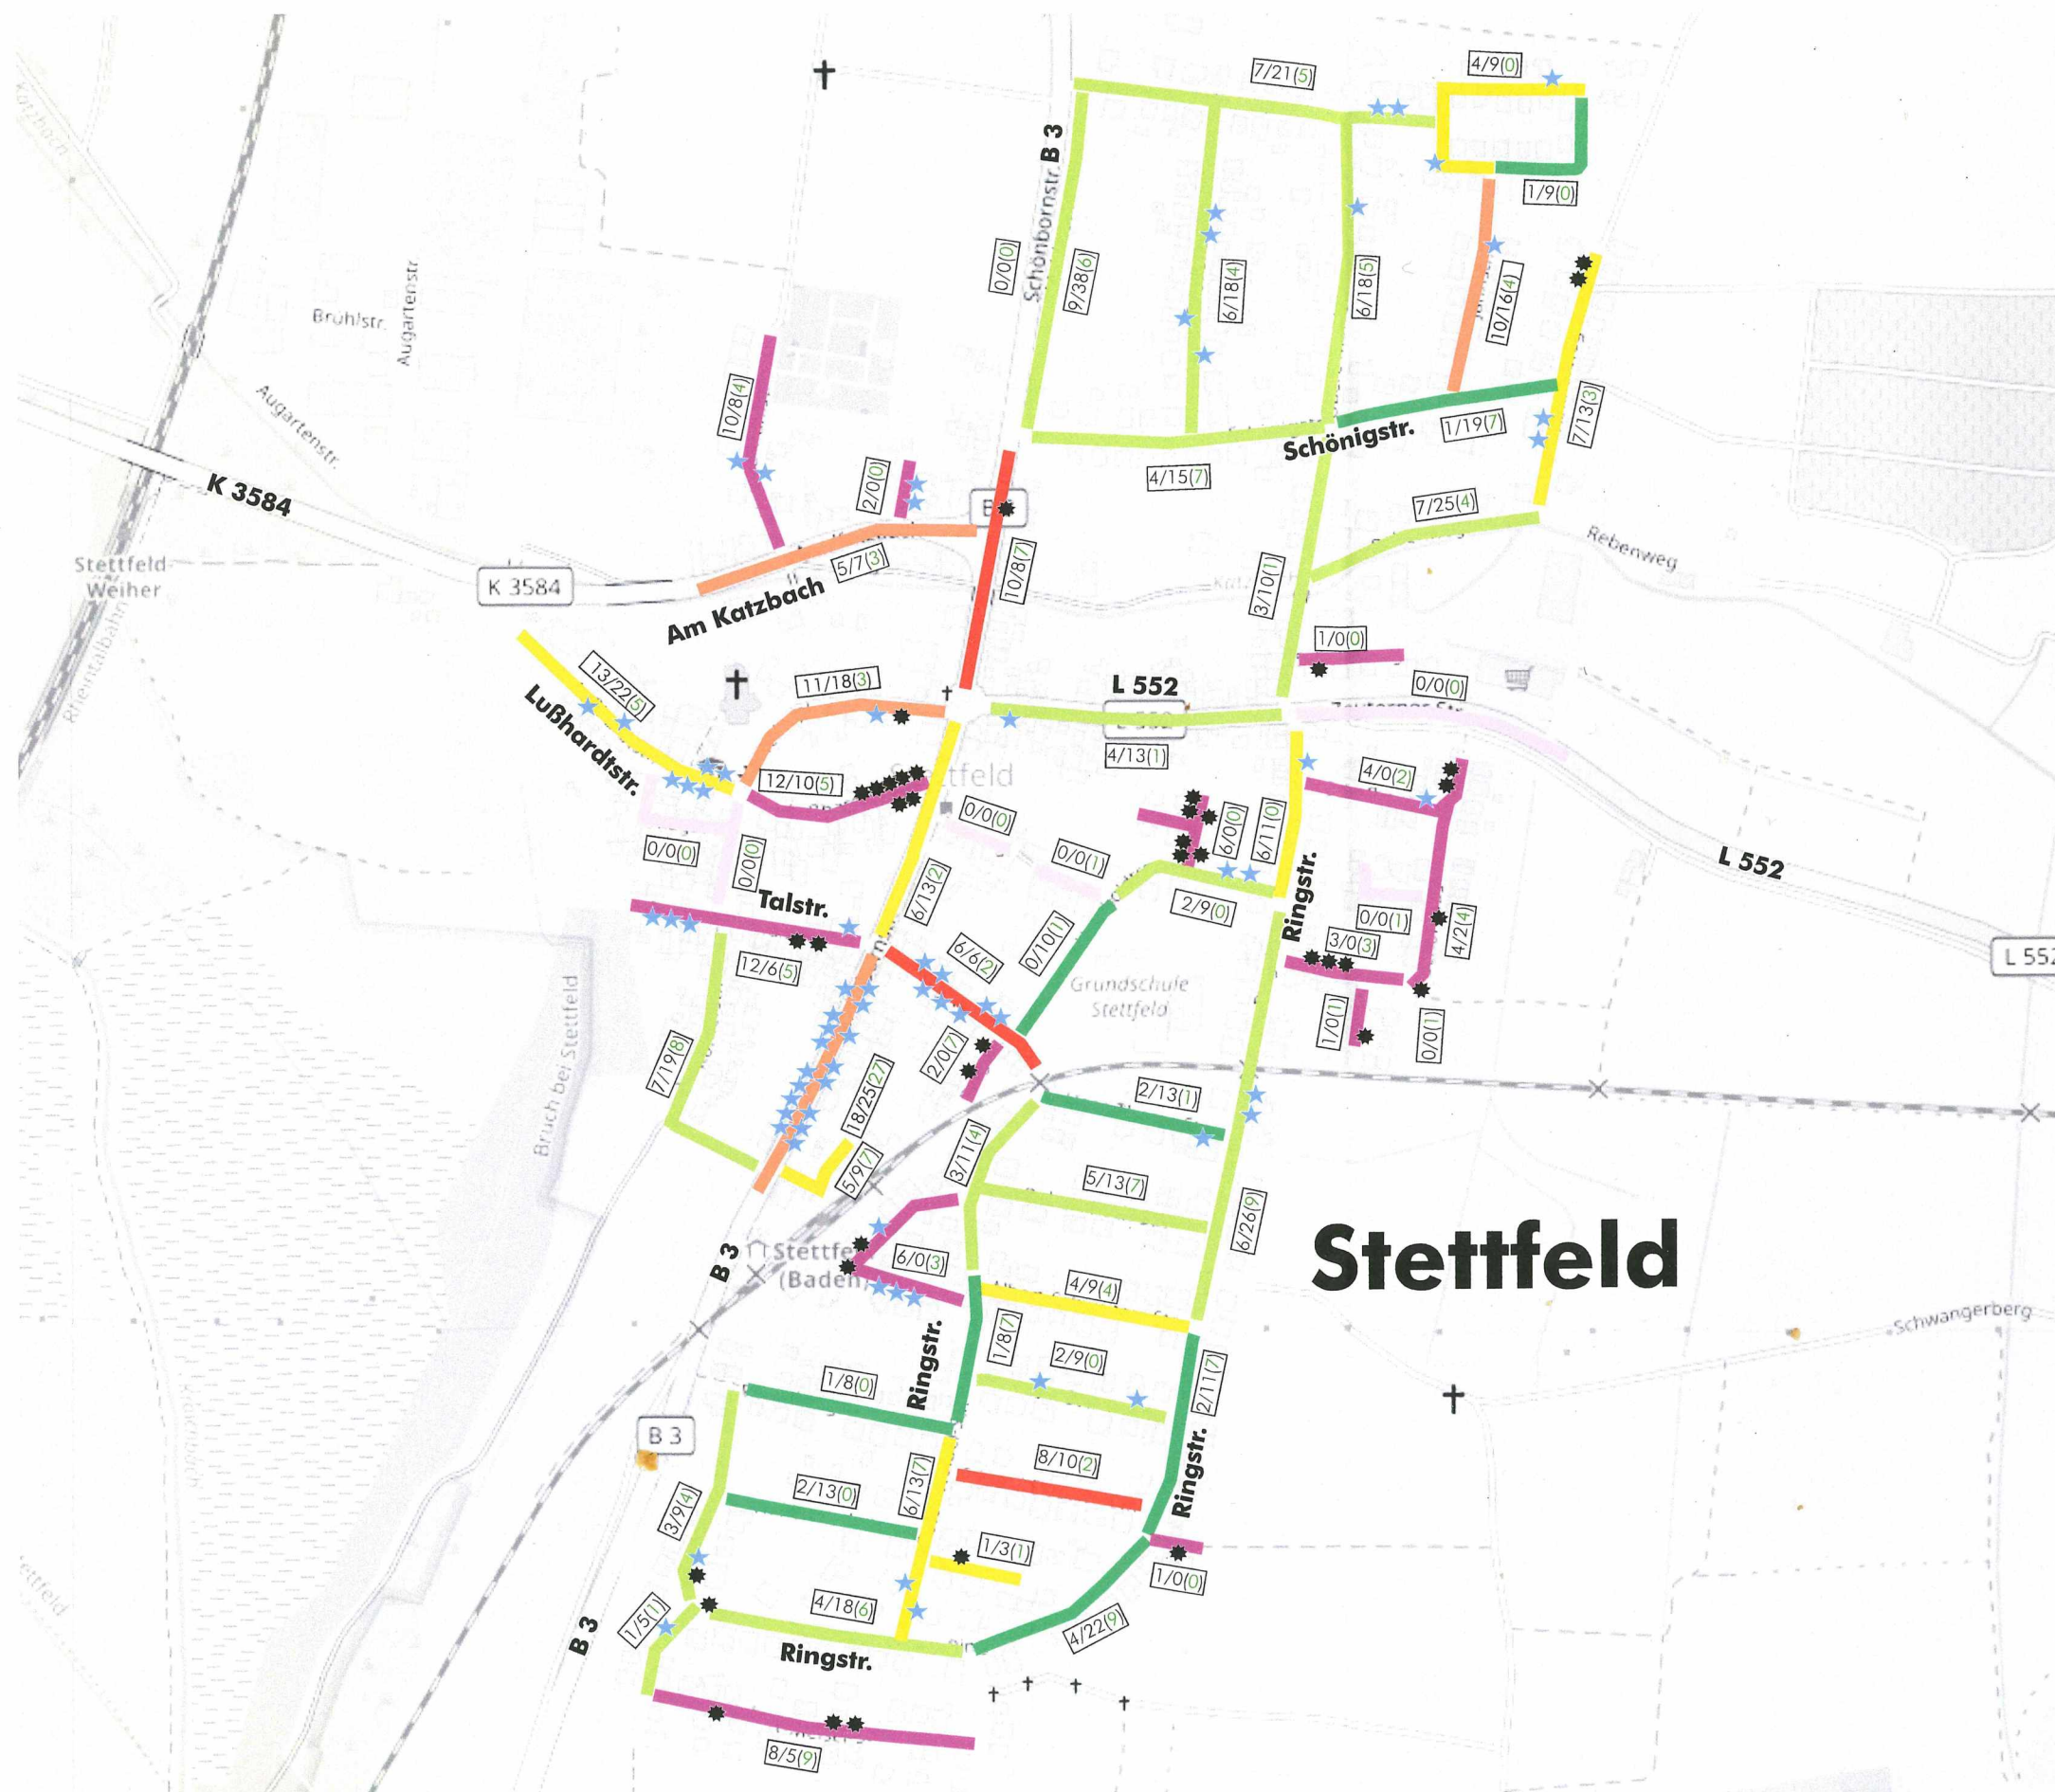 4/9(0)
7/21(5)
Schönbornstr. B 3
1/9(0)
0/0(0)
9/38(6)
6/18(4)
6/18(5)
10/16(4)
Augartenstr
Brühlstr.
Augartenstr.
10/8(4)
7/13(3)
Schönigstr.
1/19(7)
4/15(7)
2/0(0)
K 3584
7/25(4)
Rebenweg
5/7(3)
10/8(7)
3/10(1)
Stettfeld-
Weiher
K 3584
Am Katzbach
Rheintalbahn
1/0(0)
13/22(5)
11/18(3)
L 552
0/0(0)
Lußhardtstr.
Zeuterner Str.
4/13(1)
12/10(5)
4/0(2)
0/0(0)
6/0(0)
6/11(0)
0/0(0)
0/0(0)
0/0(1)
L 552
Talstr.
6/13(2)
2/9(0)
Ringstr.
0/0(1)
4/2(4)
3/0(3)
0/10(1)
6/6(2)
12/6(5)
L 552
Grundschule
Stettfeld
1/0(1)
0/0(1)
Bruch bei Stettfeld
7/19(8)
2/0(7)
18/25(27)
2/13(1)
3/11(4)
5/9(7)
5/13(7)
6/26(9)
Stettfeld
B 3
Stettfe
(Baden)
6/0(3)
4/9(4)
Schwangerberg
Ringstr.
1/8(7)
2/9(0)
2/11(7)
1/8(0)
B 3
8/10(2)
Ringstr.
2/13(0)
6/13(7)
3/9(4)
1/3(1)
1/0(0)
4/18(6)
1/5(1)
B 3
4/22(9)
Ringstr.
8/5(9)